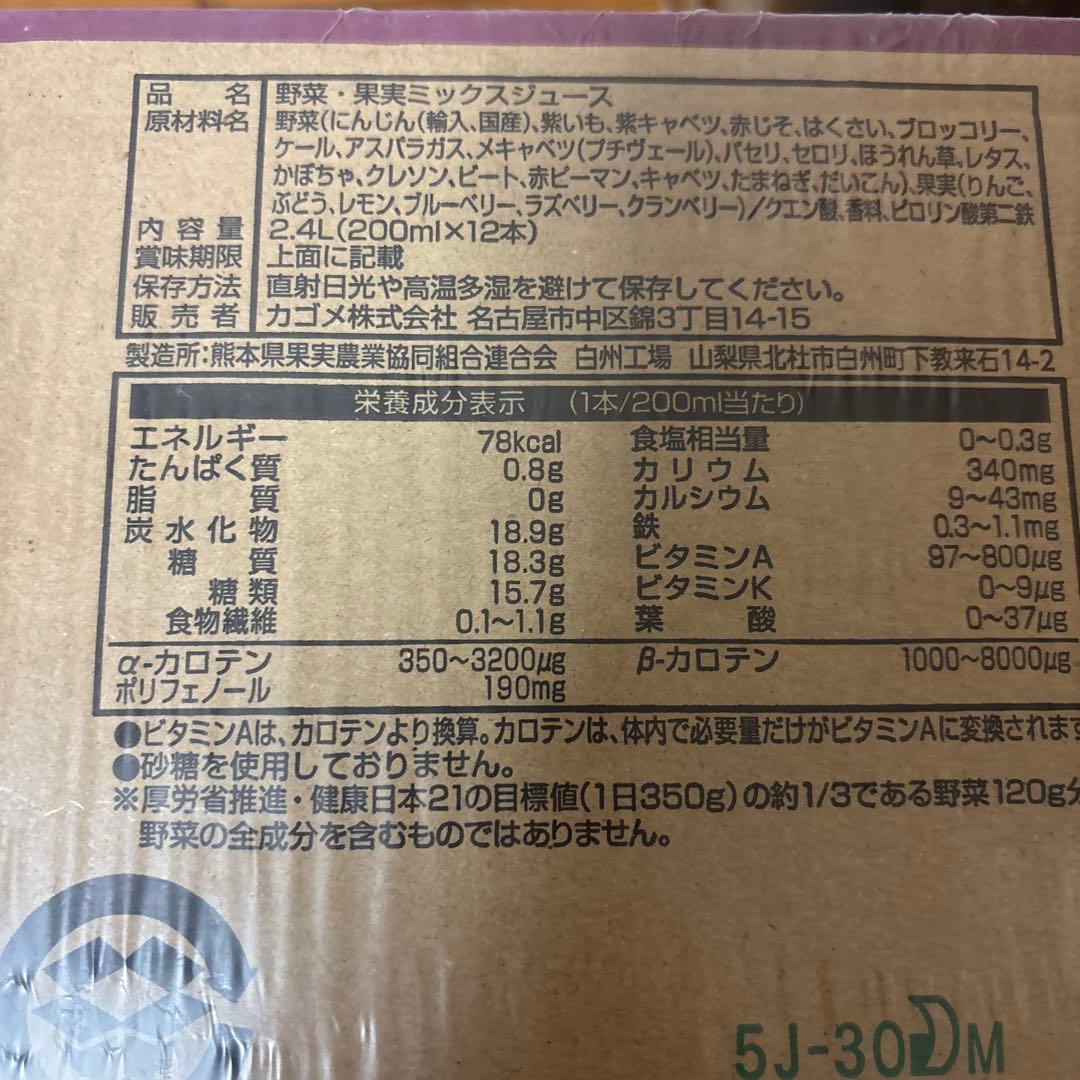 品名 野菜・果実ミックスジュース
原材料名 野菜(にんじん(輸入、国産)、紫いも、紫キャベツ、赤じそ、はくさい、ブロッコリー、
ケール、アスパラガス、メキャベツ(プチヴェール)、パセリ、セロリ、ほうれん草、レタス、
かぼちゃ、クレソン、ビート、赤ピーマン、キャベツ、たまねぎ、だいこん)、果実(りんご、
ぶどう、レモン、ブルーベリー、ラズベリー、クランベリー)/クエン酸、香料、ピロリン酸第二鉄
内容量 2.4L(200ml×12本)
賞味期限 上面に記載
保存方法 直射日光や高温多湿を避けて保存してください。
販売者 カゴメ株式会社 名古屋市中区錦3丁目14-15
製造所:熊本県果実農業協同組合連合会 白州工場 山梨県北杜市白州町下教来石14-2
栄養成分表示 (1本/200ml当たり)
エネルギー 78kcal 食塩相当量 0〜0.3g
たんぱく質 0.8g カリウム 340mg
脂質 0g カルシウム 9〜43mg
炭水化物 18.9g 鉄 0.3〜1.1mg
糖質 18.3g ビタミンA 97〜800μg
糖類 15.7g ビタミンK 0〜9μg
食物繊維 0.1〜1.1g 葉酸 0〜37μg
α-カロテン 350〜3200μg β-カロテン 1000〜8000μg
ポリフェノール 190mg
●ビタミンAは、カロテンより換算。カロテンは、体内で必要量だけがビタミンAに変換されます
●砂糖を使用しておりません。
※厚労省推進・健康日本21の目標値(1日350g)の約1/3である野菜120g分
野菜の全成分を含むものではありません。
5J-30 M